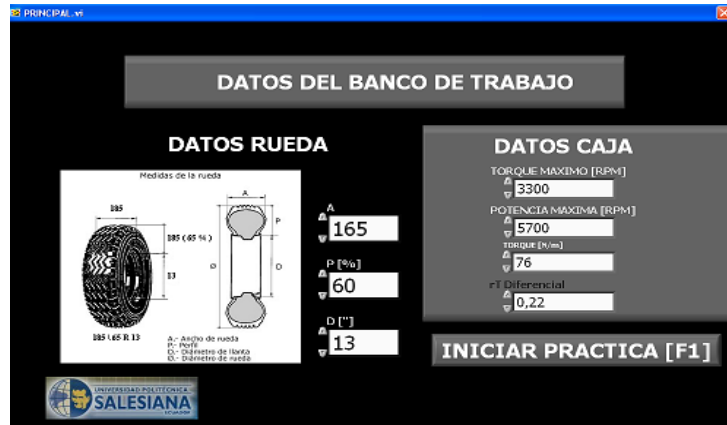 PRINCIPAL.vi
DATOS DEL BANCO DE TRABAJO
DATOS RUEDA
Medidas de la rueda
185
185 ( 65 % )
13
185 \ 65 R 13
A
P
Ø
D
A.- Ancho de rueda
P.- Perfil
D.- Diámetro de llanta
O.- Diámetro de rueda
A
165
P [%]
60
D ["]
13
DATOS CAJA
TORQUE MAXIMO [RPM]
3300
POTENCIA MAXIMA [RPM]
5700
TORQUE [N/m]
76
rT Diferencial
0,22
INICIAR PRACTICA [F1]
UNIVERSIDAD POLITECNICA
SALESIANA
ECUADOR